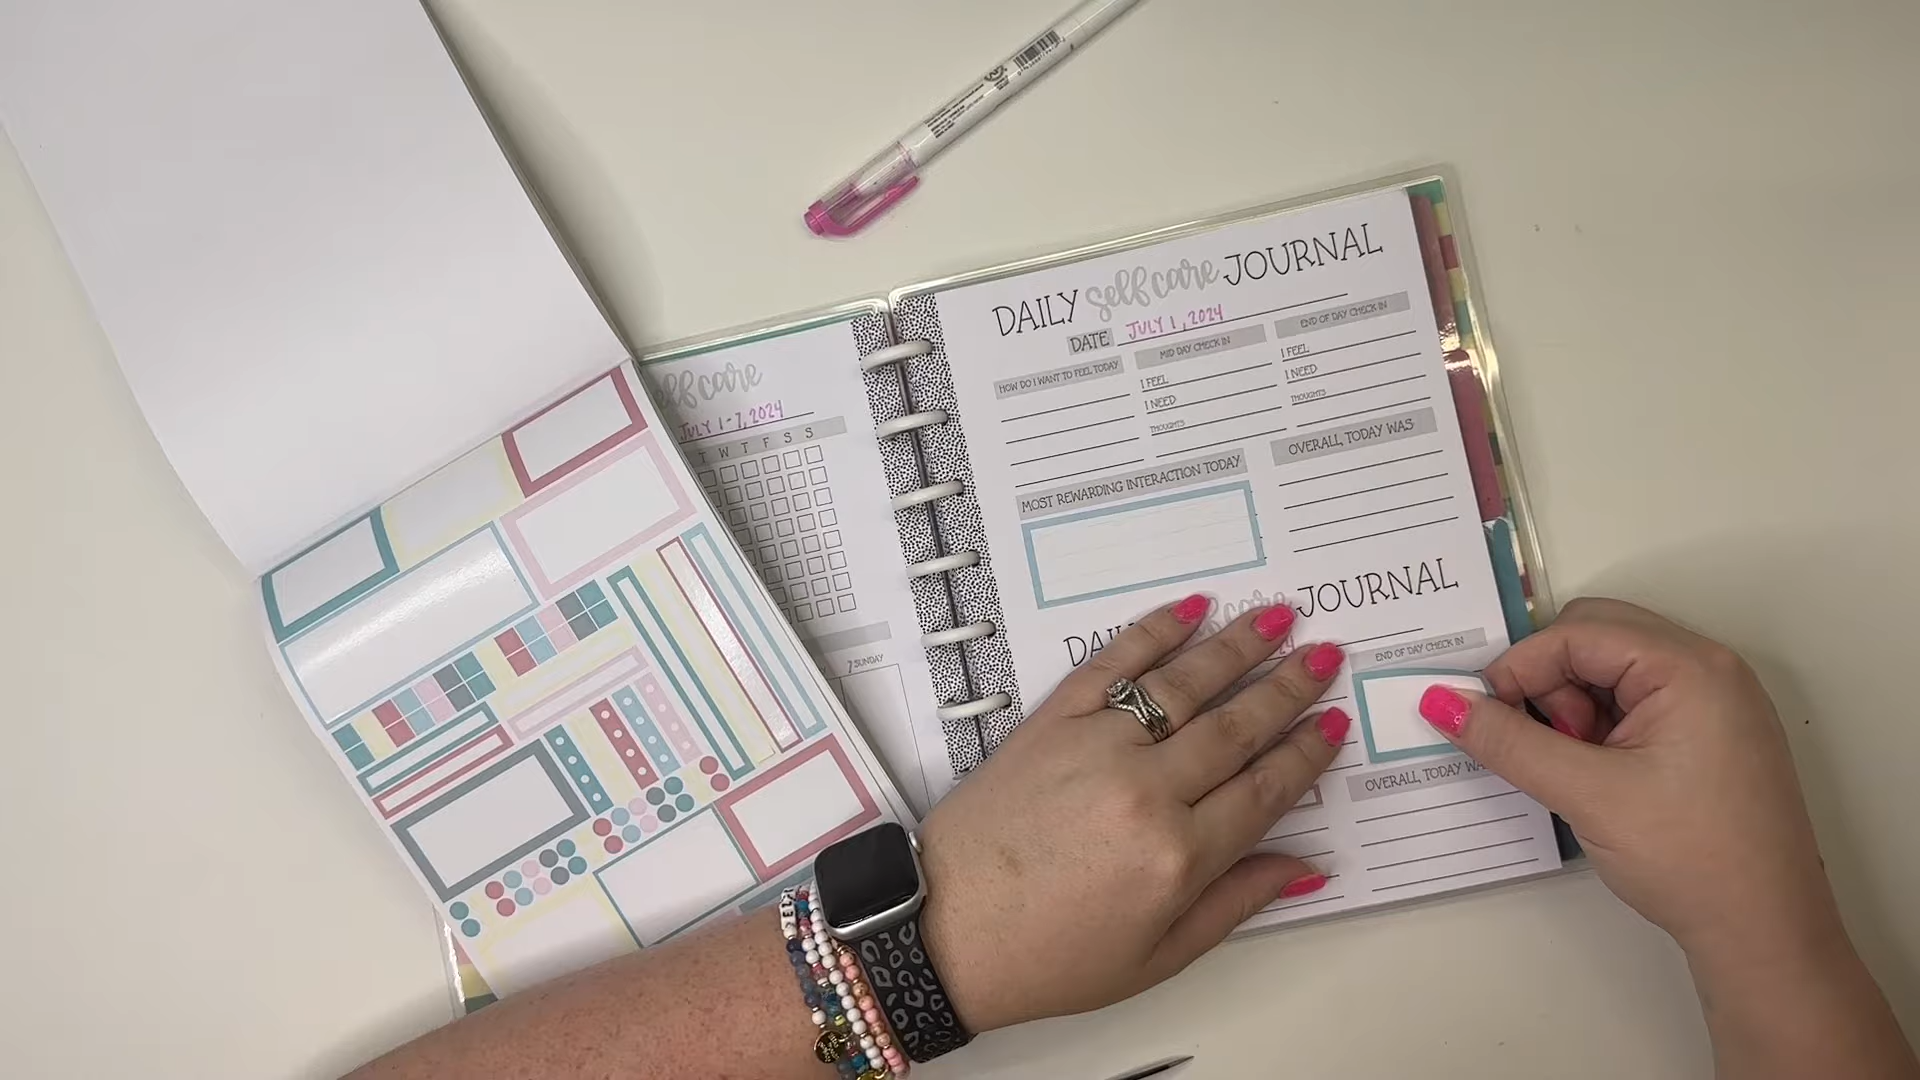 self care
JULY 1-7, 2024
T W T F S S
7 SUNDAY
DAILY self care JOURNAL
DATE JULY 1, 2024
HOW DO I WANT TO FEEL TODAY
MID DAY CHECK IN
I FEEL
I NEED
THOUGHTS
END OF DAY CHECK IN
I FEEL
I NEED
THOUGHTS
MOST REWARDING INTERACTION TODAY
OVERALL, TODAY WAS
JOURNAL
END OF DAY CHECK IN
OVERALL, TODAY